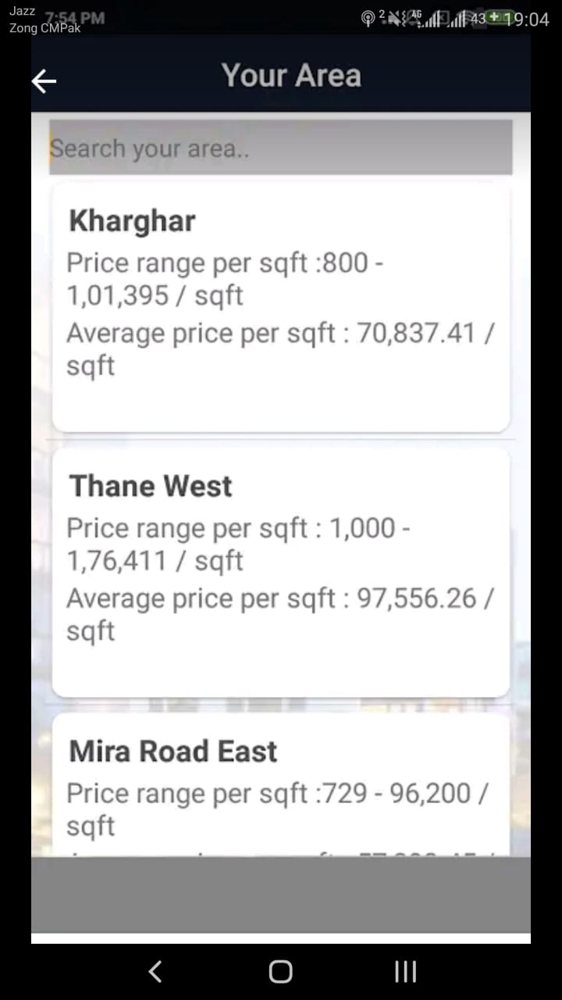 Jazz
7:54 PM
Zong CMPak
2
4G
43
19:04
Your Area
Search your area..
Kharghar
Price range per sqft :800 -
1,01,395 / sqft
Average price per sqft : 70,837.41 /
sqft
Thane West
Price range per sqft : 1,000 -
1,76,411 / sqft
Average price per sqft : 97,556.26 /
sqft
Mira Road East
Price range per sqft :729 - 96,200 /
sqft